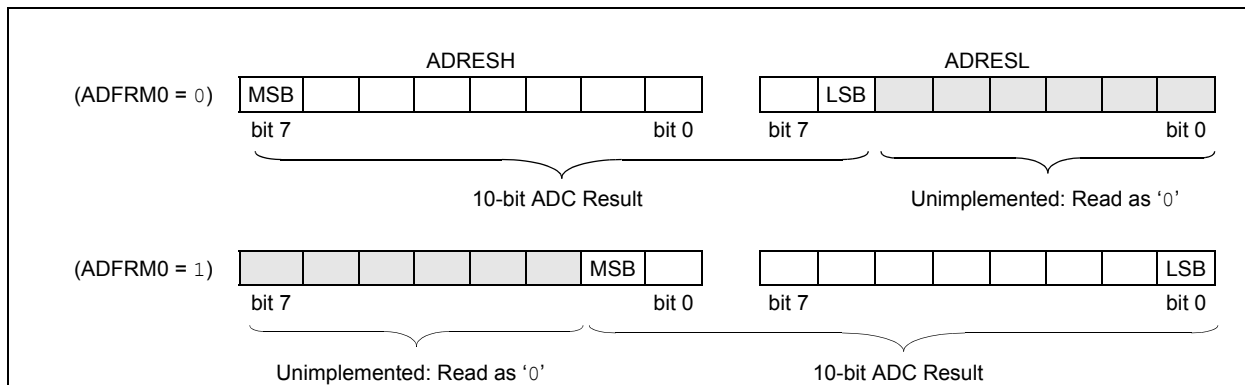 ADRESH ADRESL
(ADFRM0 = 0) MSB LSB
bit 7 bit 0 bit 7 bit 0
10-bit ADC Result Unimplemented: Read as ‘0’
(ADFRM0 = 1) MSB LSB
bit 7 bit 0 bit 7 bit 0
Unimplemented: Read as ‘0’ 10-bit ADC Result